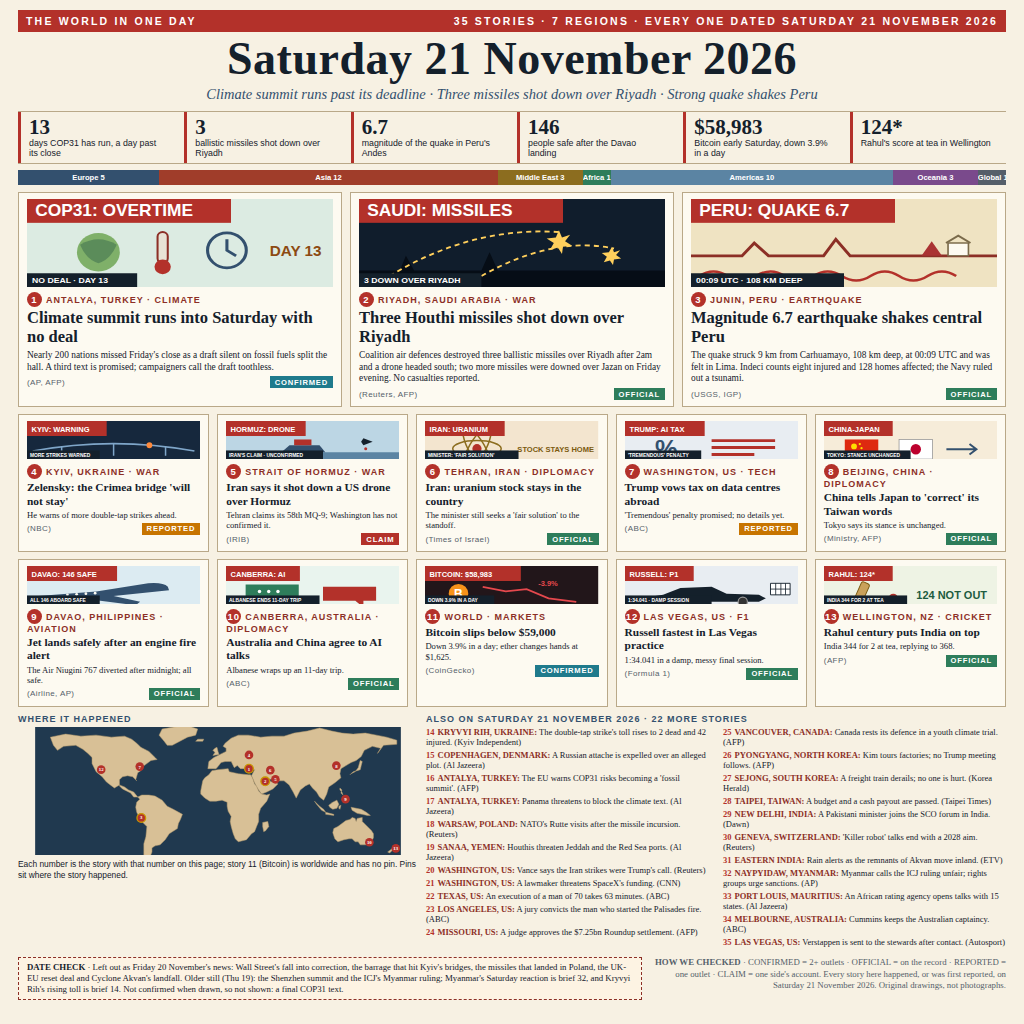 THE WORLD IN ONE DAY
35 STORIES · 7 REGIONS · EVERY ONE DATED SATURDAY 21 NOVEMBER 2026
Saturday 21 November 2026
Climate summit runs past its deadline · Three missiles shot down over Riyadh · Strong quake shakes Peru
13
days COP31 has run, a day past
its close
3
ballistic missiles shot down over
Riyadh
6.7
magnitude of the quake in Peru's
Andes
146
people safe after the Davao
landing
$58,983
Bitcoin early Saturday, down 3.9%
in a day
124*
Rahul's score at tea in Wellington
Europe 5
Asia 12
Middle East 3
Africa 1
Americas 10
Oceania 3
Global 1
COP31: OVERTIME
DAY 13
NO DEAL · DAY 13
1 ANTALYA, TURKEY · CLIMATE
Climate summit runs into Saturday with
no deal
Nearly 200 nations missed Friday's close as a draft silent on fossil fuels split the
hall. A third text is promised; campaigners call the draft toothless.
(AP, AFP)
CONFIRMED
SAUDI: MISSILES
3 DOWN OVER RIYADH
2 RIYADH, SAUDI ARABIA · WAR
Three Houthi missiles shot down over
Riyadh
Coalition air defences destroyed three ballistic missiles over Riyadh after 2am
and a drone headed south; two more missiles were downed over Jazan on Friday
evening. No casualties reported.
(Reuters, AFP)
OFFICIAL
PERU: QUAKE 6.7
00:09 UTC · 108 KM DEEP
3 JUNIN, PERU · EARTHQUAKE
Magnitude 6.7 earthquake shakes central
Peru
The quake struck 9 km from Carhuamayo, 108 km deep, at 00:09 UTC and was
felt in Lima. Indeci counts eight injured and 128 homes affected; the Navy ruled
out a tsunami.
(USGS, IGP)
OFFICIAL
KYIV: WARNING
MORE STRIKES WARNED
4 KYIV, UKRAINE · WAR
Zelensky: the Crimea bridge 'will
not stay'
He warns of more double-tap strikes ahead.
(NBC)
REPORTED
HORMUZ: DRONE
IRAN'S CLAIM · UNCONFIRMED
5 STRAIT OF HORMUZ · WAR
Iran says it shot down a US drone
over Hormuz
Tehran claims its 58th MQ-9; Washington has not
confirmed it.
(IRIB)
CLAIM
IRAN: URANIUM
STOCK STAYS HOME
MINISTER: 'FAIR SOLUTION'
6 TEHRAN, IRAN · DIPLOMACY
Iran: uranium stock stays in the
country
The minister still seeks a 'fair solution' to the
standoff.
(Times of Israel)
OFFICIAL
TRUMP: AI TAX
%
'TREMENDOUS' PENALTY
7 WASHINGTON, US · TECH
Trump vows tax on data centres
abroad
'Tremendous' penalty promised; no details yet.
(ABC)
REPORTED
CHINA-JAPAN
TOKYO: STANCE UNCHANGED
8 BEIJING, CHINA ·
DIPLOMACY
China tells Japan to 'correct' its
Taiwan words
Tokyo says its stance is unchanged.
(Ministry, AFP)
OFFICIAL
DAVAO: 146 SAFE
ALL 146 ABOARD SAFE
9 DAVAO, PHILIPPINES ·
AVIATION
Jet lands safely after an engine fire
alert
The Air Niugini 767 diverted after midnight; all
safe.
(Airline, AP)
OFFICIAL
CANBERRA: AI
ALBANESE ENDS 11-DAY TRIP
10 CANBERRA, AUSTRALIA ·
DIPLOMACY
Australia and China agree to AI
talks
Albanese wraps up an 11-day trip.
(ABC)
OFFICIAL
BITCOIN: $58,983
-3.9%
B
DOWN 3.9% IN A DAY
11 WORLD · MARKETS
Bitcoin slips below $59,000
Down 3.9% in a day; ether changes hands at
$1,625.
(CoinGecko)
CONFIRMED
RUSSELL: P1
1:34.041 · DAMP SESSION
12 LAS VEGAS, US · F1
Russell fastest in Las Vegas
practice
1:34.041 in a damp, messy final session.
(Formula 1)
OFFICIAL
RAHUL: 124*
124 NOT OUT
INDIA 344 FOR 2 AT TEA
13 WELLINGTON, NZ · CRICKET
Rahul century puts India on top
India 344 for 2 at tea, replying to 368.
(AFP)
OFFICIAL
WHERE IT HAPPENED
Each number is the story with that number on this page; story 11 (Bitcoin) is worldwide and has no pin. Pins
sit where the story happened.
ALSO ON SATURDAY 21 NOVEMBER 2026 · 22 MORE STORIES
14 KRYVYI RIH, UKRAINE: The double-tap strike's toll rises to 2 dead and 42
injured. (Kyiv Independent)
15 COPENHAGEN, DENMARK: A Russian attache is expelled over an alleged
plot. (Al Jazeera)
16 ANTALYA, TURKEY: The EU warns COP31 risks becoming a 'fossil
summit'. (AFP)
17 ANTALYA, TURKEY: Panama threatens to block the climate text. (Al
Jazeera)
18 WARSAW, POLAND: NATO's Rutte visits after the missile incursion.
(Reuters)
19 SANAA, YEMEN: Houthis threaten Jeddah and the Red Sea ports. (Al
Jazeera)
20 WASHINGTON, US: Vance says the Iran strikes were Trump's call. (Reuters)
21 WASHINGTON, US: A lawmaker threatens SpaceX's funding. (CNN)
22 TEXAS, US: An execution of a man of 70 takes 63 minutes. (ABC)
23 LOS ANGELES, US: A jury convicts the man who started the Palisades fire.
(ABC)
24 MISSOURI, US: A judge approves the $7.25bn Roundup settlement. (AFP)
25 VANCOUVER, CANADA: Canada rests its defence in a youth climate trial.
(AFP)
26 PYONGYANG, NORTH KOREA: Kim tours factories; no Trump meeting
follows. (AFP)
27 SEJONG, SOUTH KOREA: A freight train derails; no one is hurt. (Korea
Herald)
28 TAIPEI, TAIWAN: A budget and a cash payout are passed. (Taipei Times)
29 NEW DELHI, INDIA: A Pakistani minister joins the SCO forum in India.
(Dawn)
30 GENEVA, SWITZERLAND: 'Killer robot' talks end with a 2028 aim.
(Reuters)
31 EASTERN INDIA: Rain alerts as the remnants of Akvan move inland. (ETV)
32 NAYPYIDAW, MYANMAR: Myanmar calls the ICJ ruling unfair; rights
groups urge sanctions. (AP)
33 PORT LOUIS, MAURITIUS: An African rating agency opens talks with 15
states. (Al Jazeera)
34 MELBOURNE, AUSTRALIA: Cummins keeps the Australian captaincy.
(ABC)
35 LAS VEGAS, US: Verstappen is sent to the stewards after contact. (Autosport)
DATE CHECK · Left out as Friday 20 November's news: Wall Street's fall into correction, the barrage that hit Kyiv's bridges, the missiles that landed in Poland, the UK-
EU reset deal and Cyclone Akvan's landfall. Older still (Thu 19): the Shenzhen summit and the ICJ's Myanmar ruling; Myanmar's Saturday reaction is brief 32, and Kryvyi
Rih's rising toll is brief 14. Not confirmed when drawn, so not shown: a final COP31 text.
HOW WE CHECKED · CONFIRMED = 2+ outlets · OFFICIAL = on the record · REPORTED =
one outlet · CLAIM = one side's account. Every story here happened, or was first reported, on
Saturday 21 November 2026. Original drawings, not photographs.